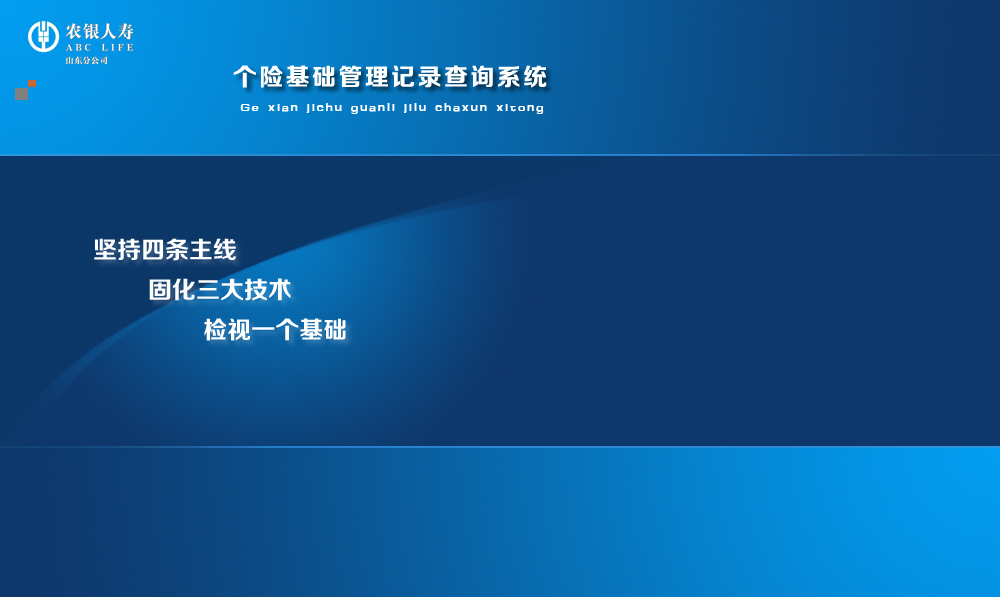 农银人寿
ABC LIFE
山东分公司
个险基础管理记录查询系统
Ge xian jichu guanli jilu chaxun xitong
坚持四条主线
固化三大技术
检视一个基础